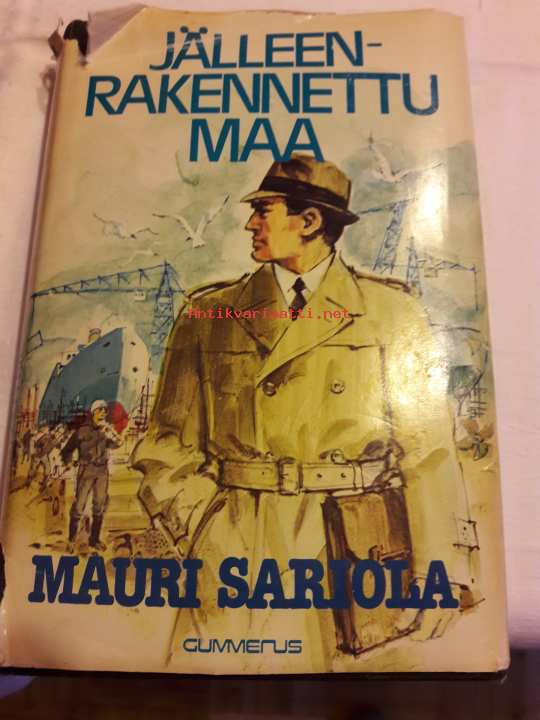 JÄLLEEN-
RAKENNETTU
MAA
Antikvariaatti.net
MAURI SARIOLA
GUMMERUS